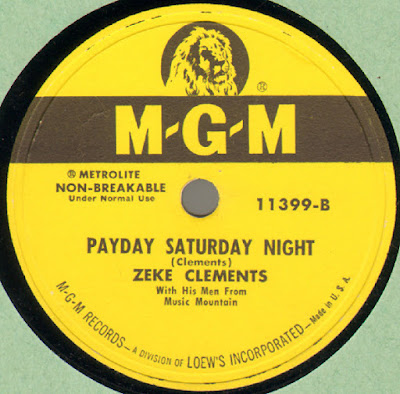 ®
M-G-M
® METROLITE
NON-BREAKABLE
Under Normal Use
11399-B
PAYDAY SATURDAY NIGHT
(Clements)
ZEKE CLEMENTS
With His Men From
Music Mountain
M-G-M RECORDS—A DIVISION OF LOEW'S INCORPORATED—Made in U. S. A.